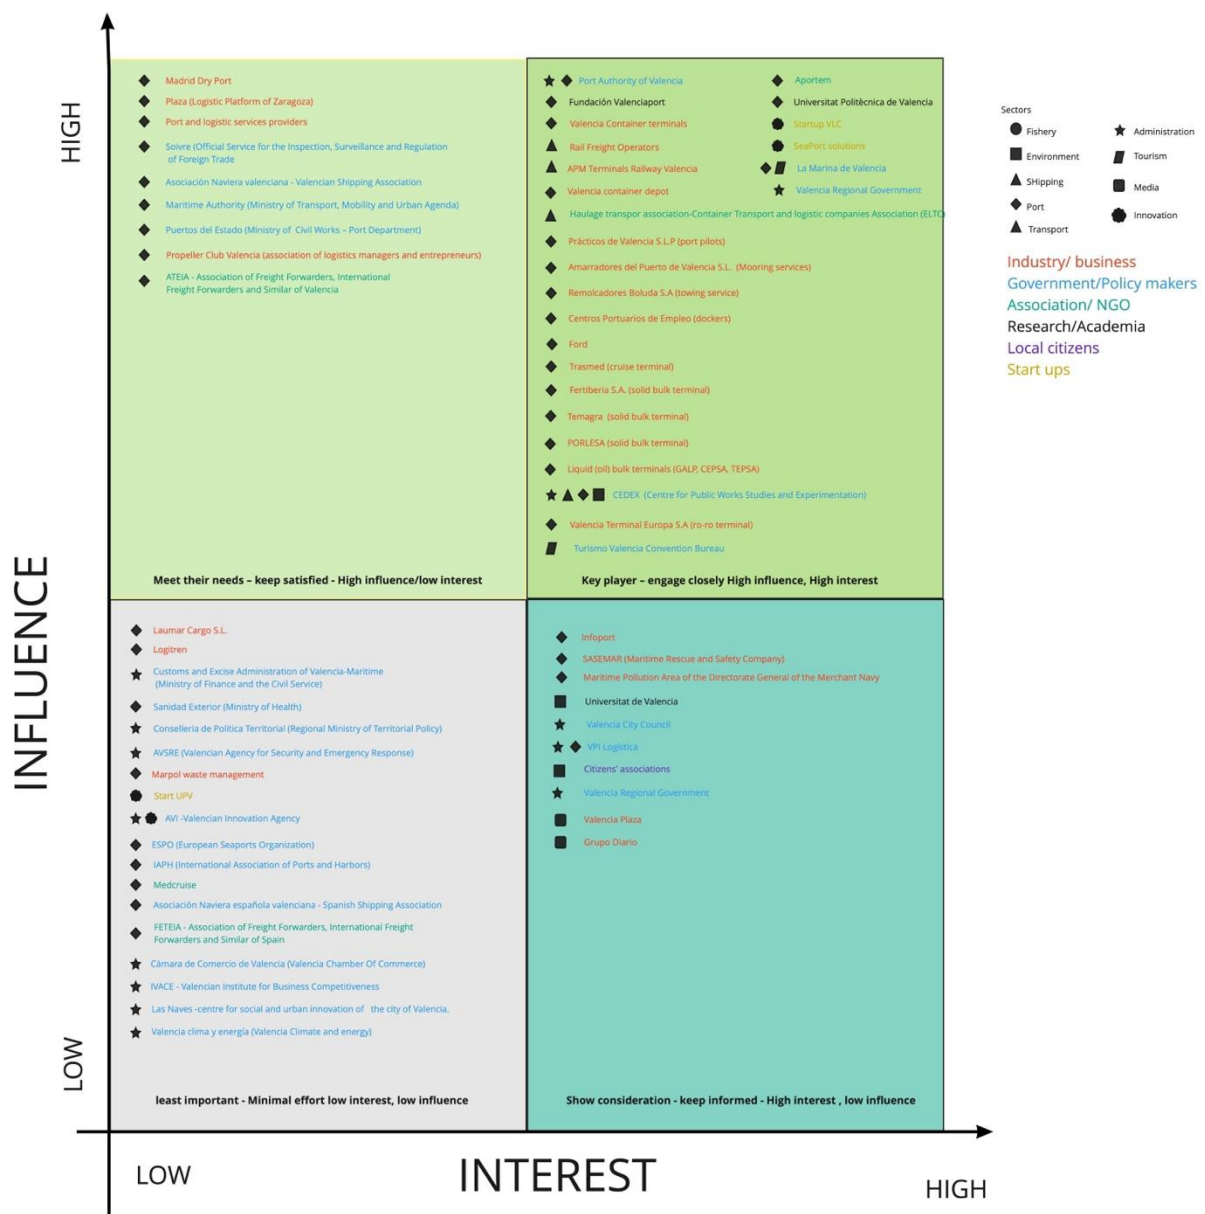 HIGH
Madrid Dry Port
Plaza (Logistic Platform of Zaragoza)
Port and logistic services providers
Soivre (Official Service for the Inspection, Surveillance and Regulation
of Foreign Trade
Asociación Naviera valenciana - Valencian Shipping Association
Maritime Authority (Ministry of Transport, Mobility and Urban Agenda)
Puertos del Estado (Ministry of Civil Works – Port Department)
Propeller Club Valencia (association of logistics managers and entrepreneurs)
ATEIA - Association of Freight Forwarders, International
Freight Forwarders and Similar of Valencia
Meet their needs – keep satisfied - High influence/low interest
Port Authority of Valencia
Fundación Valenciaport
Valencia Container terminals
Rail Freight Operators
APM Terminals Railway Valencia
Valencia container depot
Aportem
Universitat Politècnica de Valencia
Startup VLC
SeaPort solutions
La Marina de Valencia
Valencia Regional Government
Haulage transpor association-Container Transport and logistic companies Association (ELTC)
Prácticos de Valencia S.L.P (port pilots)
Amarradores del Puerto de Valencia S.L. (Mooring services)
Remolcadores Boluda S.A (towing service)
Centros Portuarios de Empleo (dockers)
Ford
Trasmed (cruise terminal)
Fertiberia S.A. (solid bulk terminal)
Temagra (solid bulk terminal)
PORLESA (solid bulk terminal)
Liquid (oil) bulk terminals (GALP, CEPSA, TEPSA)
CEDEX (Centre for Public Works Studies and Experimentation)
Valencia Terminal Europa S.A (ro-ro terminal)
Turismo Valencia Convention Bureau
Key player – engage closely High influence, High interest
Sectors
Fishery
Environment
SHipping
Port
Transport
Administration
Tourism
Media
Innovation
Industry/ business
Government/Policy makers
Association/ NGO
Research/Academia
Local citizens
Start ups
INFLUENCE
Laumar Cargo S.L.
Logitren
Customs and Excise Administration of Valencia-Maritime
(Ministry of Finance and the Civil Service)
Sanidad Exterior (Ministry of Health)
Conselleria de Política Territorial (Regional Ministry of Territorial Policy)
AVSRE (Valencian Agency for Security and Emergency Response)
Marpol waste management
Start UPV
AVI -Valencian Innovation Agency
ESPO (European Seaports Organization)
IAPH (International Association of Ports and Harbors)
Medcruise
Asociación Naviera española valenciana - Spanish Shipping Association
FETEIA - Association of Freight Forwarders, International Freight
Forwarders and Similar of Spain
Cámara de Comercio de Valencia (Valencia Chamber Of Commerce)
IVACE - Valencian Institute for Business Competitiveness
Las Naves -centre for social and urban innovation of the city of Valencia.
Valencia clima y energía (Valencia Climate and energy)
least important - Minimal effort low interest, low influence
Infoport
SASEMAR (Maritime Rescue and Safety Company)
Maritime Pollution Area of the Directorate General of the Merchant Navy
Universitat de Valencia
Valencia City Council
VPI Logística
Citizens' associations
Valencia Regional Government
Valencia Plaza
Grupo Diario
Show consideration - keep informed - High interest , low influence
LOW
LOW
INTEREST
HIGH